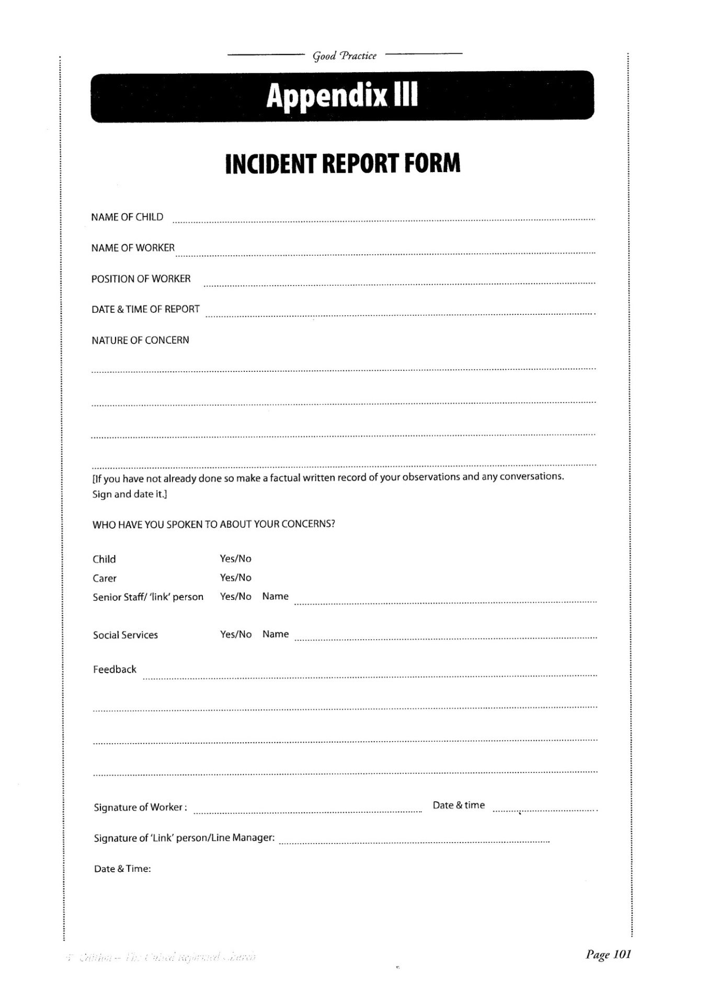 Good Practice
Appendix III
INCIDENT REPORT FORM
NAME OF CHILD
NAME OF WORKER
POSITION OF WORKER
DATE & TIME OF REPORT
NATURE OF CONCERN
[If you have not already done so make a factual written record of your observations and any conversations.
Sign and date it.]
WHO HAVE YOU SPOKEN TO ABOUT YOUR CONCERNS?
Child Yes/No
Carer Yes/No
Senior Staff/ ‘link’ person Yes/No Name
Social Services Yes/No Name
Feedback
Signature of Worker : Date & time
Signature of ‘Link’ person/Line Manager:
Date & Time:
Edition – The United Reformed Church Page 101